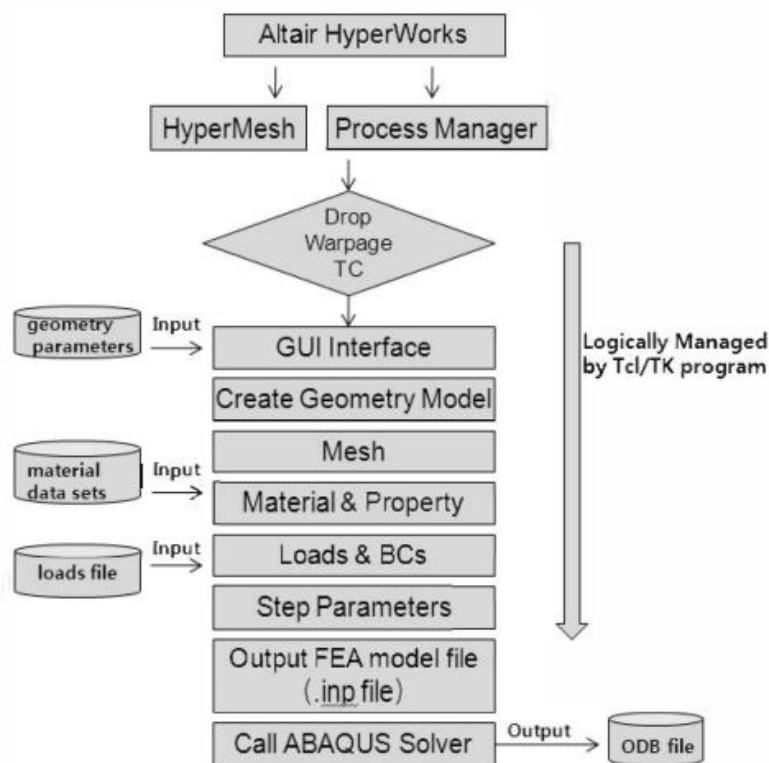 Altair HyperWorks
HyperMesh
Process Manager
Drop
Warpage
TC
geometry
parameters
Input
GUI Interface
Logically Managed
by Tcl/TK program
Create Geometry Model
Mesh
material
data sets
Input
Material & Property
loads file
Input
Loads & BCs
Step Parameters
Output FEA model file
(.inp file)
Call ABAQUS Solver
Output
ODB file